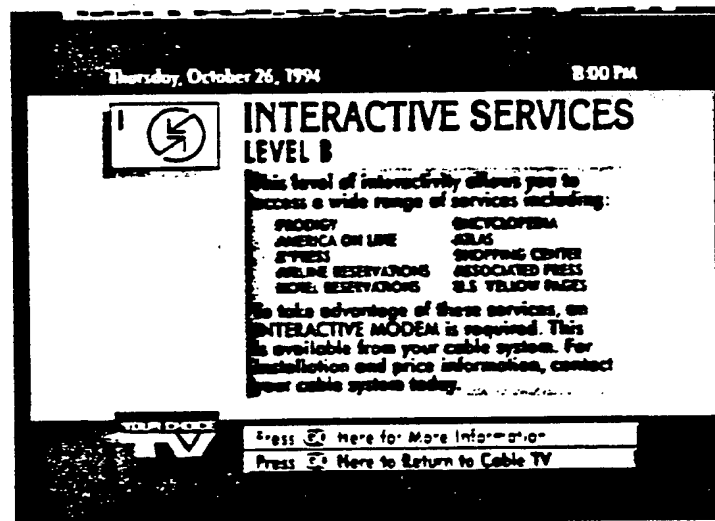 Thursday, October 26, 1994 8:00 PM
INTERACTIVE SERVICES
LEVEL B
This level of interactivity allows you to
access a wide range of services including:
PRODIGY ENCYCLOPEDIA
AMERICA ON LINE ATLAS
X*PRESS SHOPPING CENTER
AIRLINE RESERVATIONS ASSOCIATED PRESS
HOTEL RESERVATIONS U.S YELLOW PAGES
To take advantage of these services, an
INTERACTIVE MODEM is required. This
is available from your cable system. For
installation and price information, contact
your cable system today.
YOUR CHOICE
TV
Press Here for More Information
Press Here to Return to Cable TV